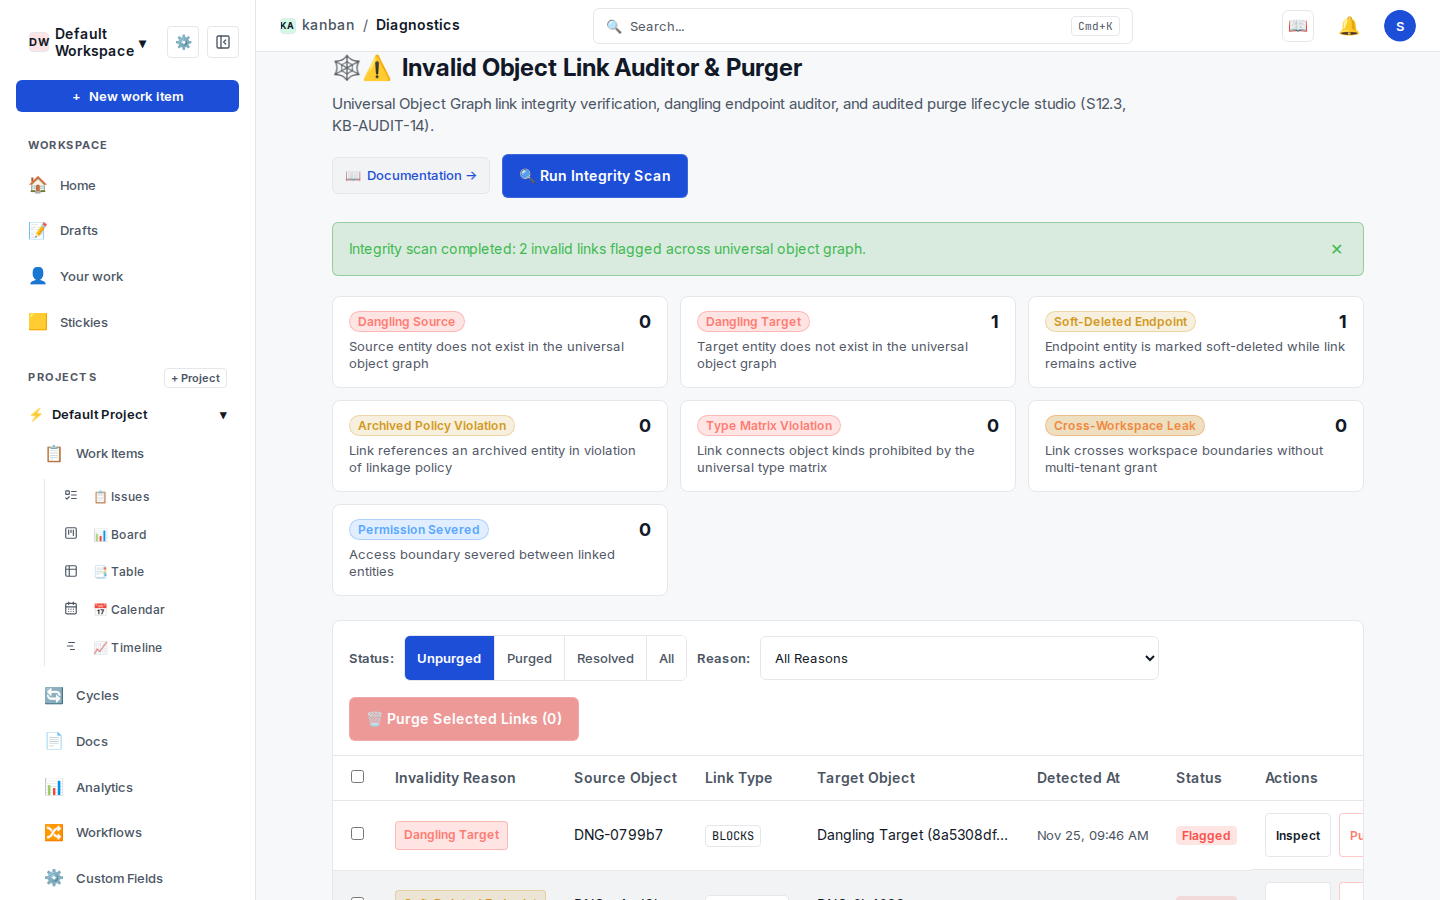 DW Default Workspace ▾
+ New work item
WORKSPACE
Home
Drafts
Your work
Stickies
PROJECTS
+ Project
Default Project ▾
Work Items
Issues
Board
Table
Calendar
Timeline
Cycles
Docs
Analytics
Workflows
Custom Fields
KA kanban / Diagnostics
Search...
Cmd+K
S
Invalid Object Link Auditor & Purger
Universal Object Graph link integrity verification, dangling endpoint auditor, and audited purge lifecycle studio (S12.3,
KB-AUDIT-14).
Documentation →
Run Integrity Scan
Integrity scan completed: 2 invalid links flagged across universal object graph. ✕
Dangling Source 0
Source entity does not exist in the universal
object graph
Dangling Target 1
Target entity does not exist in the universal
object graph
Soft-Deleted Endpoint 1
Endpoint entity is marked soft-deleted while link
remains active
Archived Policy Violation 0
Link references an archived entity in violation
of linkage policy
Type Matrix Violation 0
Link connects object kinds prohibited by the
universal type matrix
Cross-Workspace Leak 0
Link crosses workspace boundaries without
multi-tenant grant
Permission Severed 0
Access boundary severed between linked
entities
Status: Unpurged Purged Resolved All Reason: All Reasons
Purge Selected Links (0)
Invalidity Reason Source Object Link Type Target Object Detected At Status Actions
Dangling Target DNG-0799b7 BLOCKS Dangling Target (8a5308df... Nov 25, 09:46 AM Flagged Inspect Pu